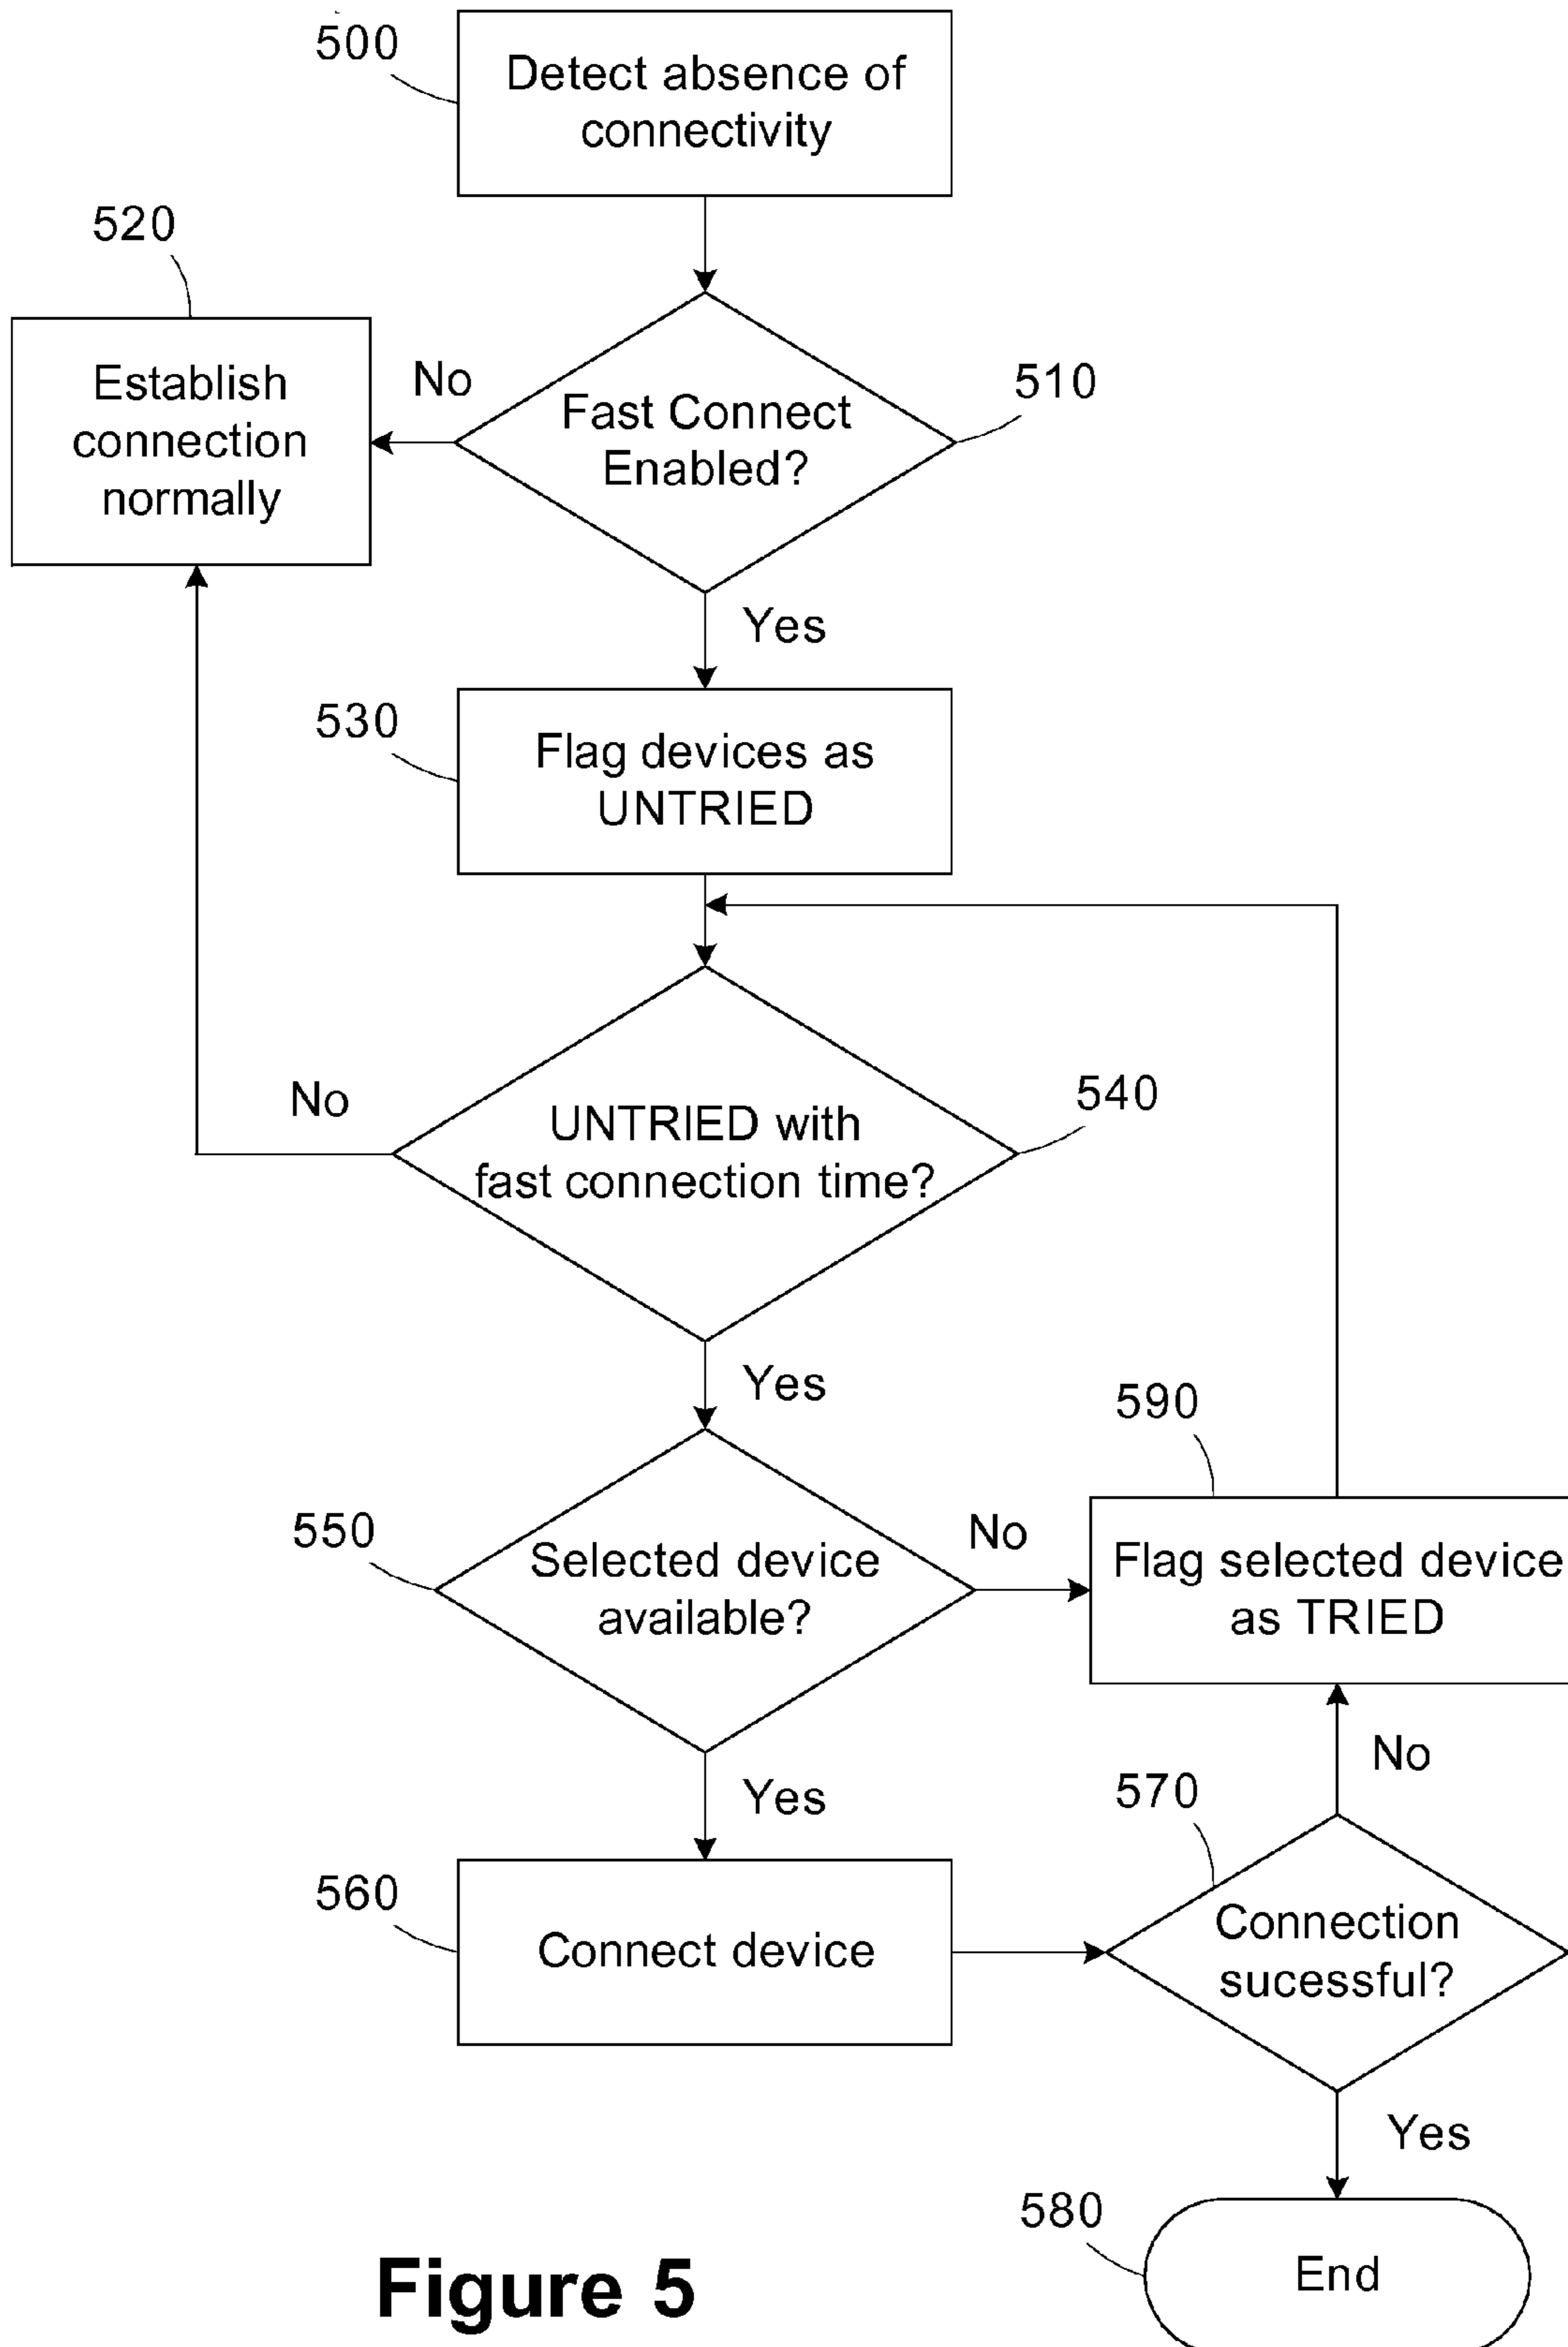 500
Detect absence of
connectivity
520
Establish
connection
normally
No
Fast Connect
Enabled?
510
Yes
530
Flag devices as
UNTRIED
No
UNTRIED with
fast connection time?
540
Yes
590
550
Selected device
available?
No
Flag selected device
as TRIED
Yes
No
570
560
Connect device
Connection
sucessful?
Yes
580
End
Figure 5